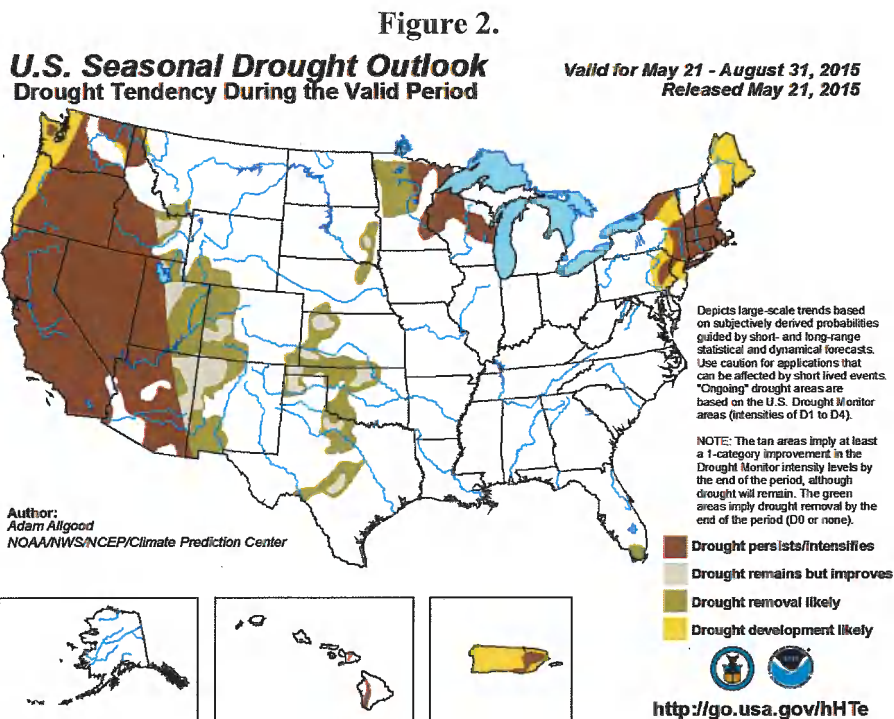 Figure 2.
U.S. Seasonal Drought Outlook
Drought Tendency During the Valid Period
Valid for May 21 - August 31, 2015
Released May 21, 2015
Depicts large-scale trends based
on subjectively derived probabilities
guided by short- and long-range
statistical and dynamical forecasts.
Use caution for applications that
can be affected by short lived events.
"Ongoing" drought areas are
based on the U.S. Drought Monitor
areas (intensities of D1 to D4).
NOTE: The tan areas imply at least
a 1-category improvement in the
Drought Monitor intensity levels by
the end of the period, although
drought will remain. The green
areas imply drought removal by the
end of the period (D0 or none).
Author:
Adam Allgood
NOAA/NWS/NCEP/Climate Prediction Center
Drought persists/intensifies
Drought remains but improves
Drought removal likely
Drought development likely
http://go.usa.gov/hHTe